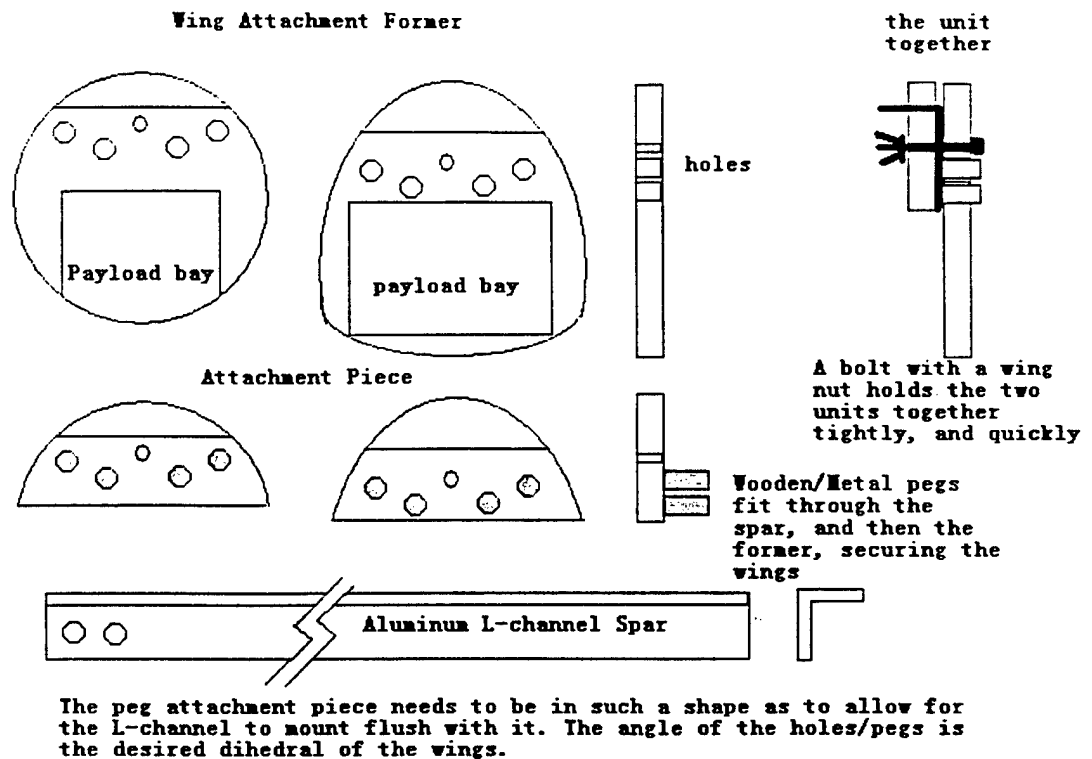 Wing Attachment Former
the unit
together
holes
Payload bay
payload bay
A bolt with a wing
nut holds the two
units together
tightly, and quickly
Attachment Piece
Wooden/Metal pegs
fit through the
spar, and then the
former, securing the
wings
Aluminum L-channel Spar
The peg attachment piece needs to be in such a shape as to allow for
the L-channel to mount flush with it. The angle of the holes/pegs is
the desired dihedral of the wings.